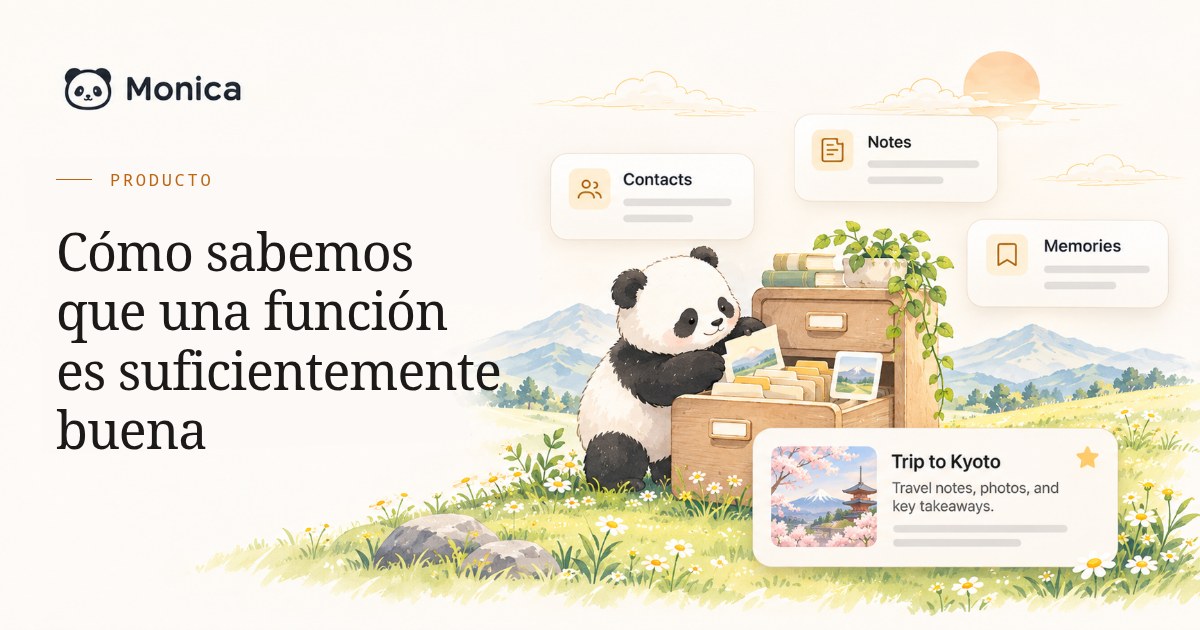 Monica
PRODUCTO
Cómo sabemos
que una función
es suficientemente
buena
Contacts
Notes
Memories
Trip to Kyoto
Travel notes, photos, and
key takeaways.